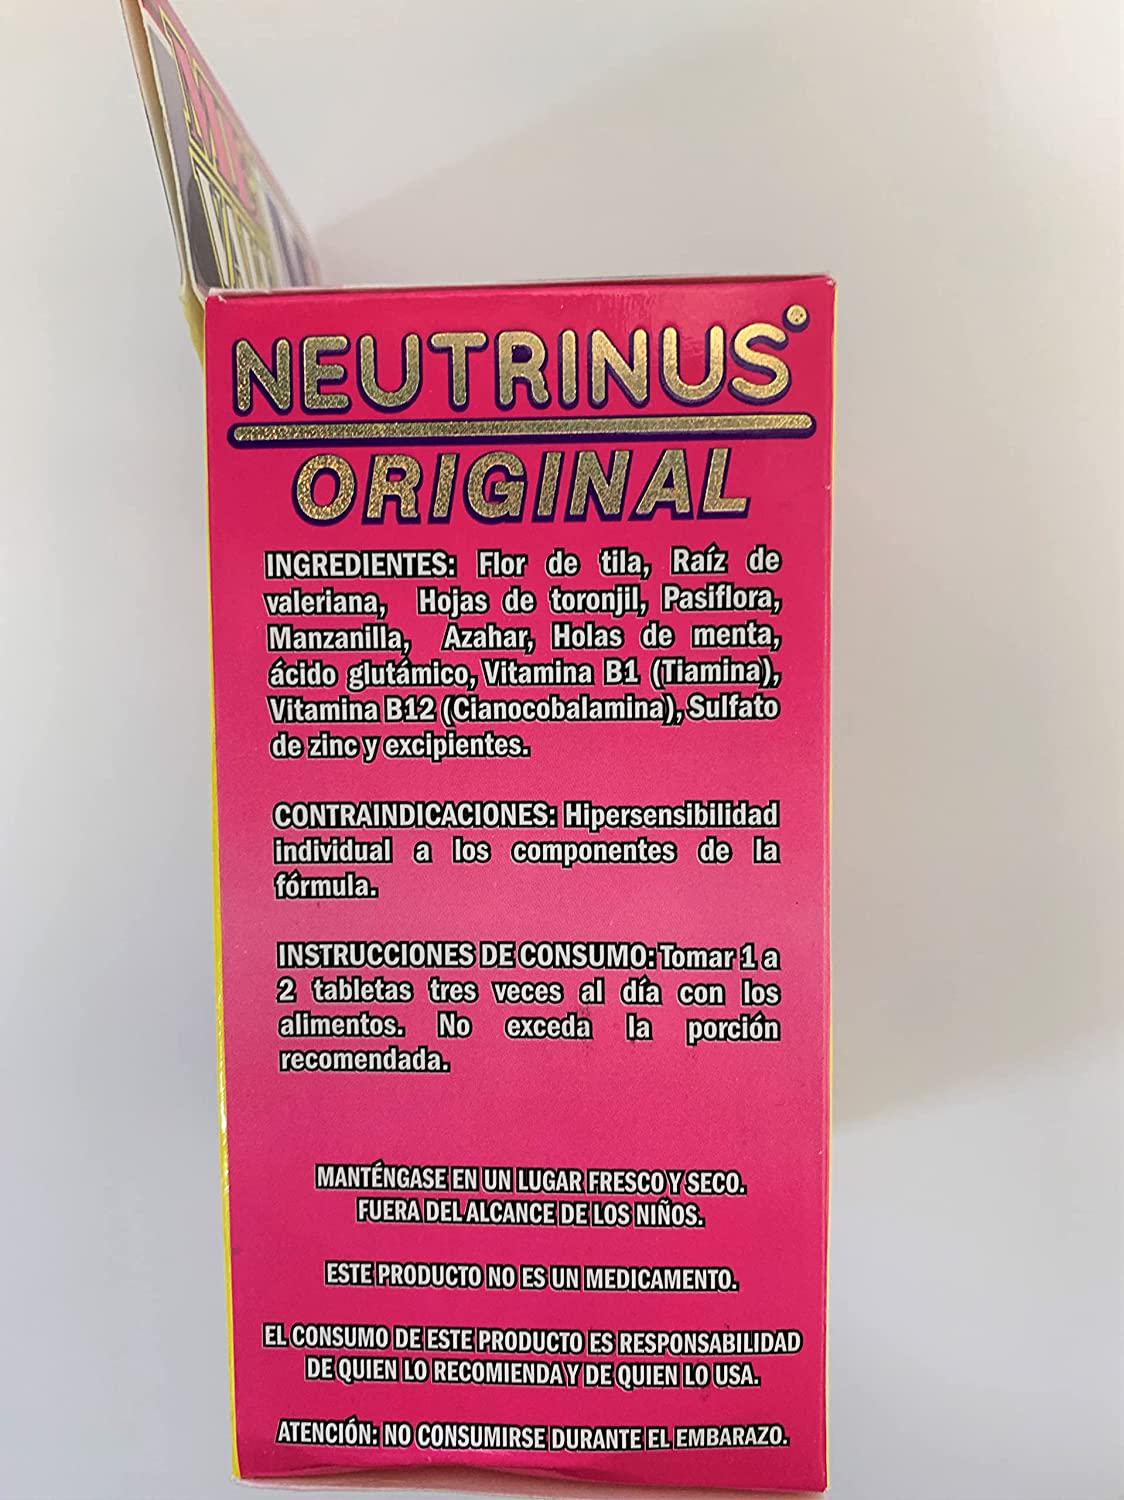 NEUTRINUS®
ORIGINAL
INGREDIENTES: Flor de tila, Raíz de
valeriana, Hojas de toronjil, Pasiflora,
Manzanilla, Azahar, Holas de menta,
ácido glutámico, Vitamina B1 (Tiamina),
Vitamina B12 (Cianocobalamina), Sulfato
de zinc y excipientes.
CONTRAINDICACIONES: Hipersensibilidad
individual a los componentes de la
fórmula.
INSTRUCCIONES DE CONSUMO: Tomar 1 a
2 tabletas tres veces al día con los
alimentos. No exceda la porción
recomendada.
MANTÉNGASE EN UN LUGAR FRESCO Y SECO.
FUERA DEL ALCANCE DE LOS NIÑOS.
ESTE PRODUCTO NO ES UN MEDICAMENTO.
EL CONSUMO DE ESTE PRODUCTO ES RESPONSABILIDAD
DE QUIEN LO RECOMIENDA Y DE QUIEN LO USA.
ATENCIÓN: NO CONSUMIRSE DURANTE EL EMBARAZO.